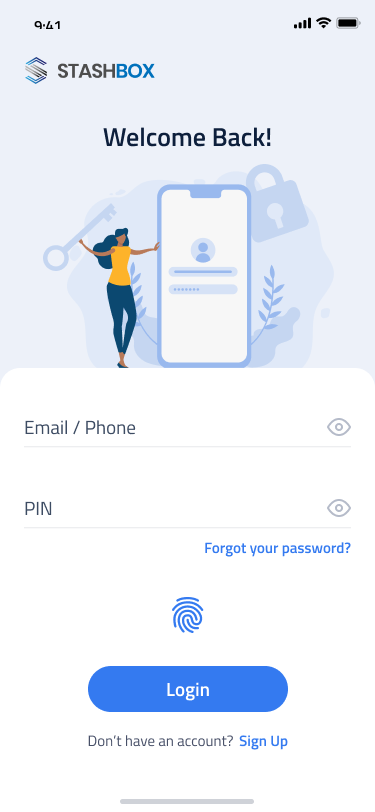 9:41
STASHBOX
Welcome Back!
Email / Phone
PIN
Forgot your password?
Login
Don’t have an account? Sign Up